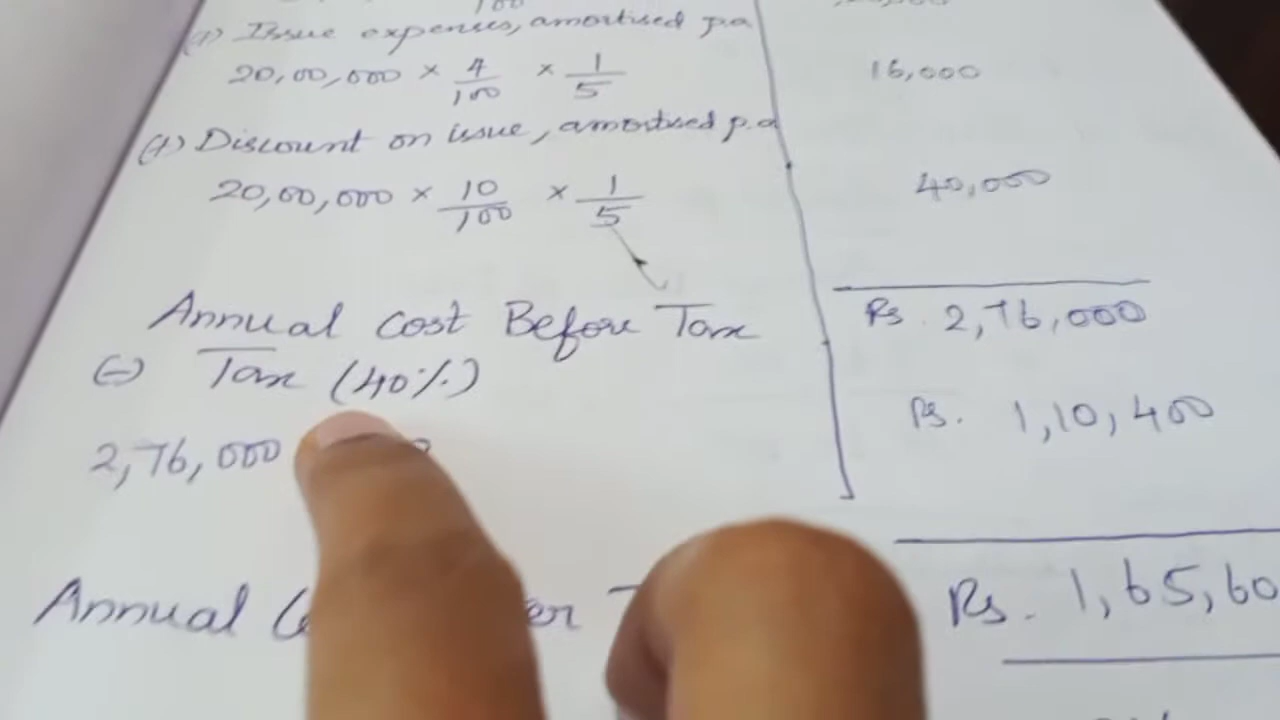 (+) Issue expenses, amortised p.a 16,000
20,00,000 × 4/100 × 1/5
(+) Discount on issue, amortised p.a
20,00,000 × 10/100 × 1/5 40,000
Annual Cost Before Tax Rs. 2,76,000
(-) Tax (40%) Rs. 1,10,400
2,76,000
Annual Rs. 1,65,60